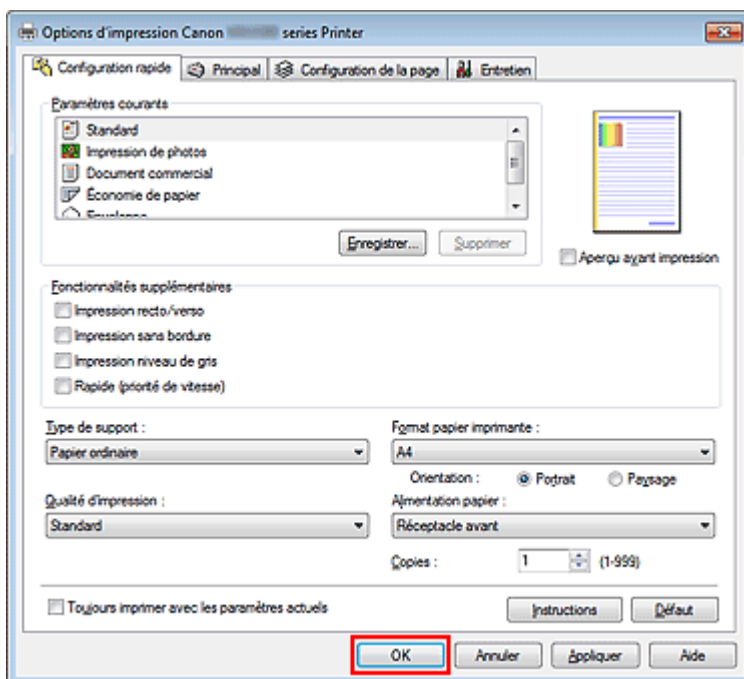 Options d'impression Canon series Printer
Configuration rapide Principal Configuration de la page Entretien
Paramètres courants
Standard
Impression de photos
Document commercial
Économie de papier
Enregistrer... Supprimer
Aperçu avant impression
Fonctionnalités supplémentaires
Impression recto/verso
Impression sans bordure
Impression niveau de gris
Rapide (priorité de vitesse)
Type de support : Format papier imprimante :
Papier ordinaire A4
Orientation : Portrait Paysage
Qualité d'impression : Alimentation papier :
Standard Réceptacle avant
Copies : 1 (1-999)
Toujours imprimer avec les paramètres actuels Instructions Défaut
OK Annuler Appliquer Aide